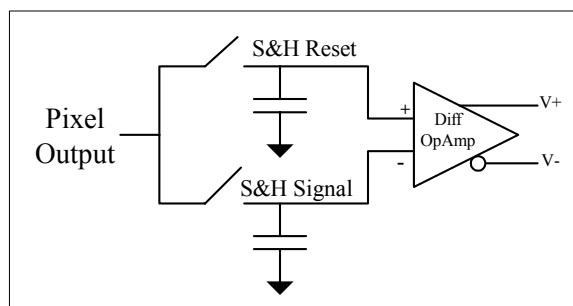 S&H Reset
Pixel
Output
+
Diff
OpAmp
-
V+
V-
S&H Signal